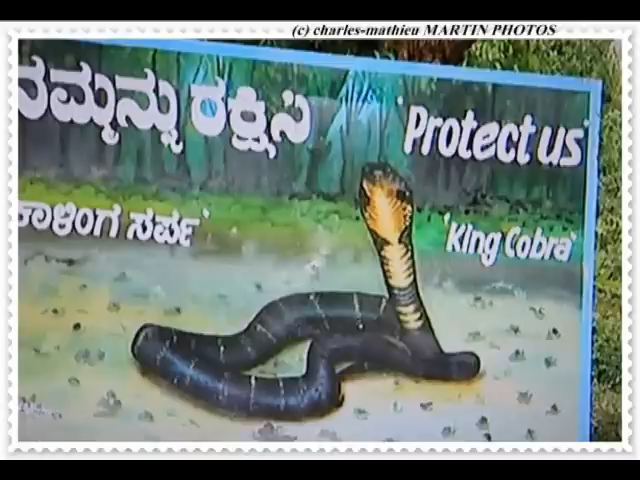 (c) charles-mathieu MARTIN PHOTOS
ನಮ್ಮನ್ನು ರಕ್ಷಿಸಿ
'Protect us'
ಕಾಳಿಂಗ ಸರ್ಪ'
'King Cobra'